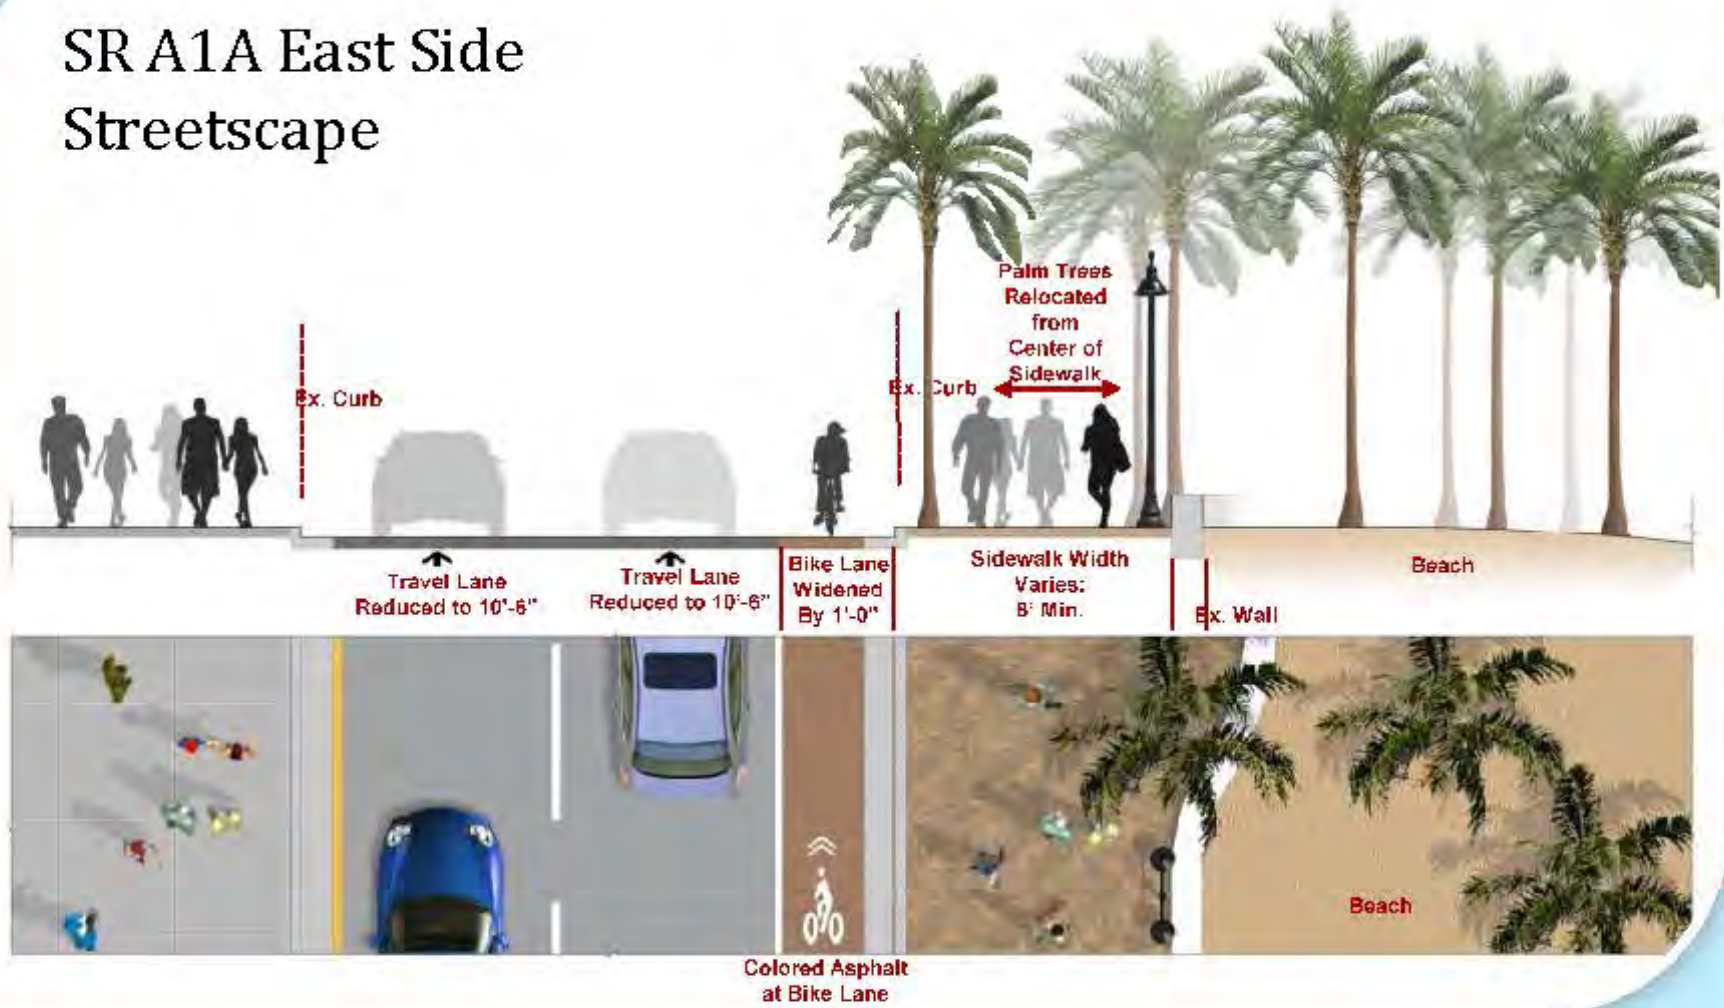 SR A1A East Side
Streetscape
Palm Trees
Relocated
from
Center of
Sidewalk
Ex. Curb
Ex. Curb
Travel Lane
Reduced to 10'-6"
Travel Lane
Reduced to 10'-6"
Bike Lane
Widened
By 1'-0"
Sidewalk Width
Varies:
8' Min.
Ex. Wall
Beach
Beach
Colored Asphalt
at Bike Lane